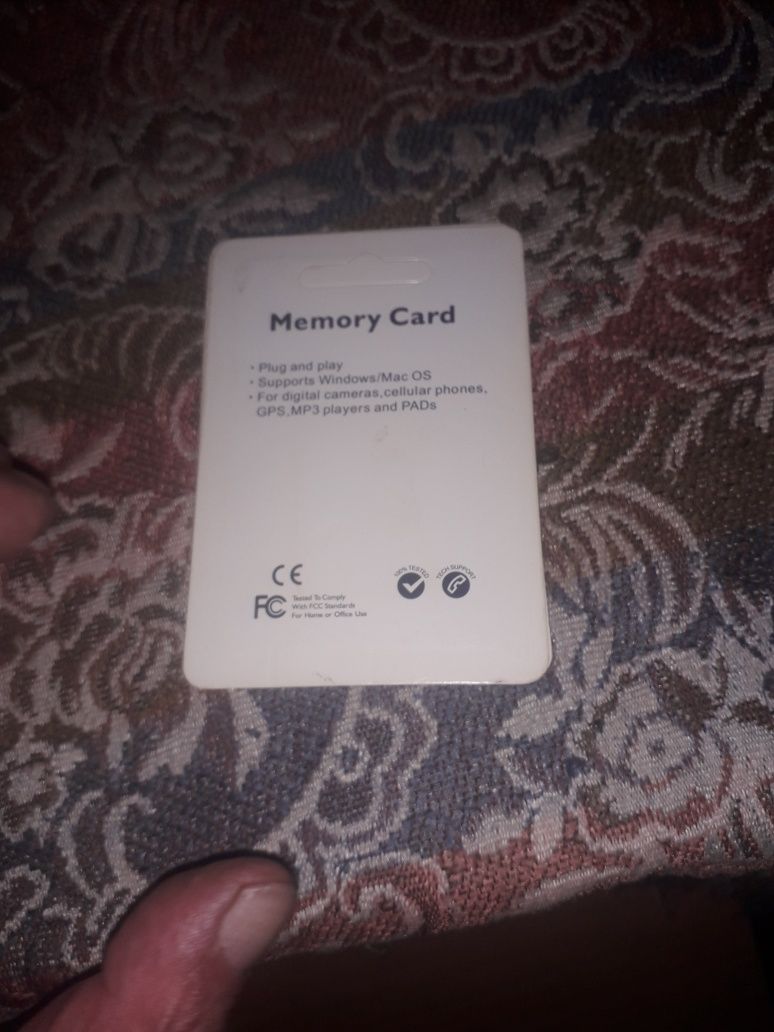 Memory Card
· Plug and play
· Supports Windows/Mac OS
· For digital cameras,cellular phones,
GPS,MP3 players and PADs
CE
FC
Tested To Comply
With FCC Standards
For Home or Office Use
100% TESTED
TECH SUPPORT